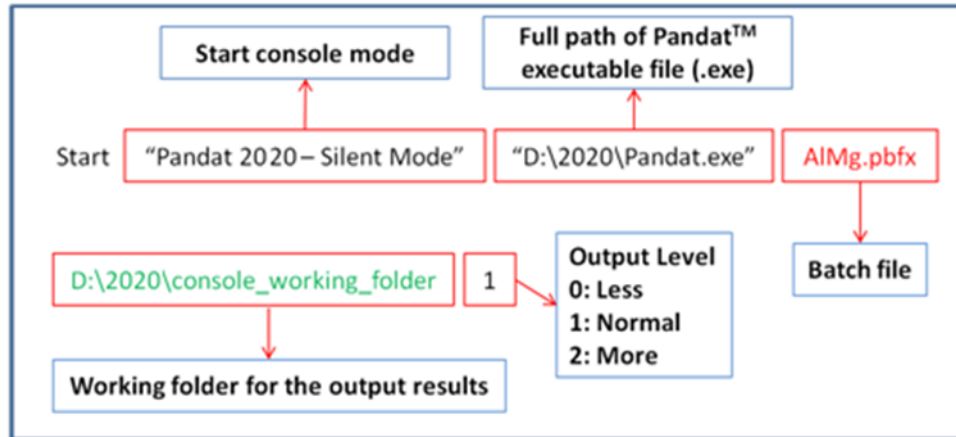 Start console mode
Full path of Pandat™
executable file (.exe)
Start “Pandat 2020 – Silent Mode” “D:\2020\Pandat.exe” AlMg.pbfx
D:\2020\console_working_folder 1
Output Level
0: Less
1: Normal
2: More
Batch file
Working folder for the output results